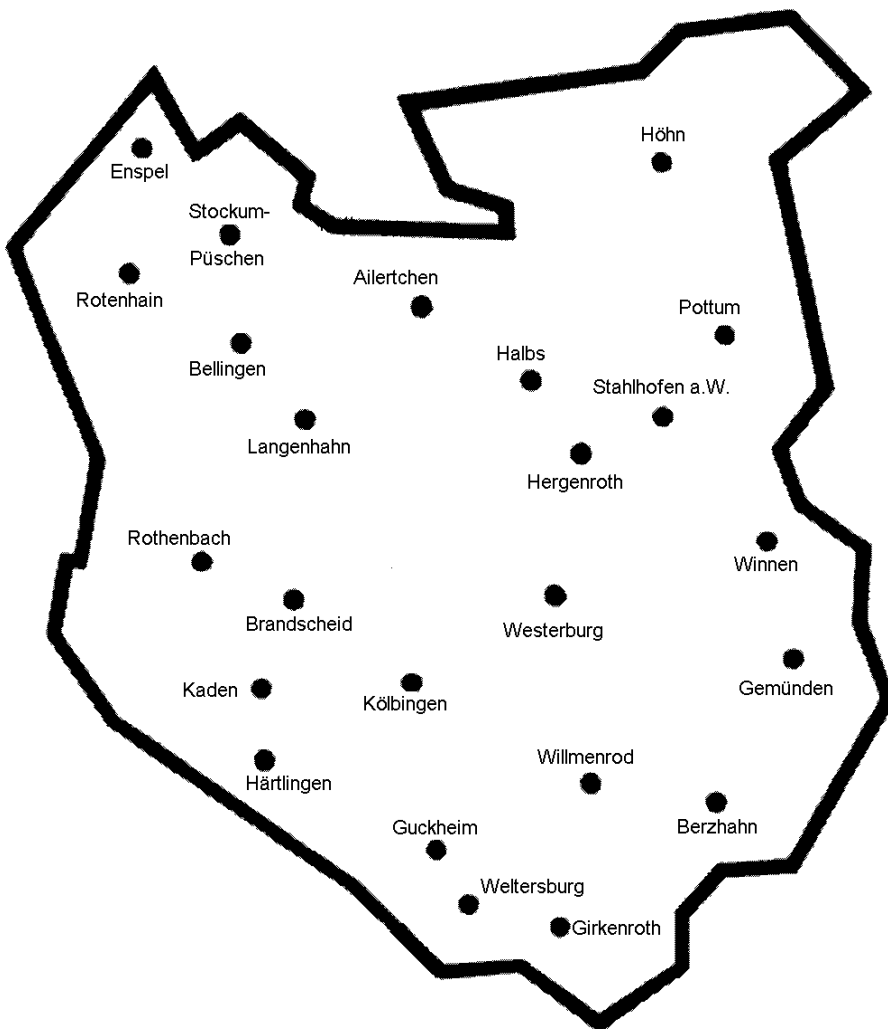 Höhn
Enspel
Stockum-
Püschen
Rotenhain
Ailertchen
Pottum
Bellingen
Halbs
Stahlhofen a.W.
Langenhahn
Hergenroth
Rothenbach
Winnen
Brandscheid
Westerburg
Kaden
Kölbingen
Gemünden
Willmenrod
Härtlingen
Guckheim
Berzhahn
Weltersburg
Girkenroth